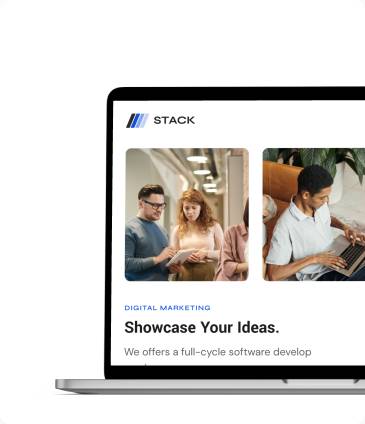 STACK
DIGITAL MARKETING
Showcase Your Ideas.
We offers a full-cycle software develop